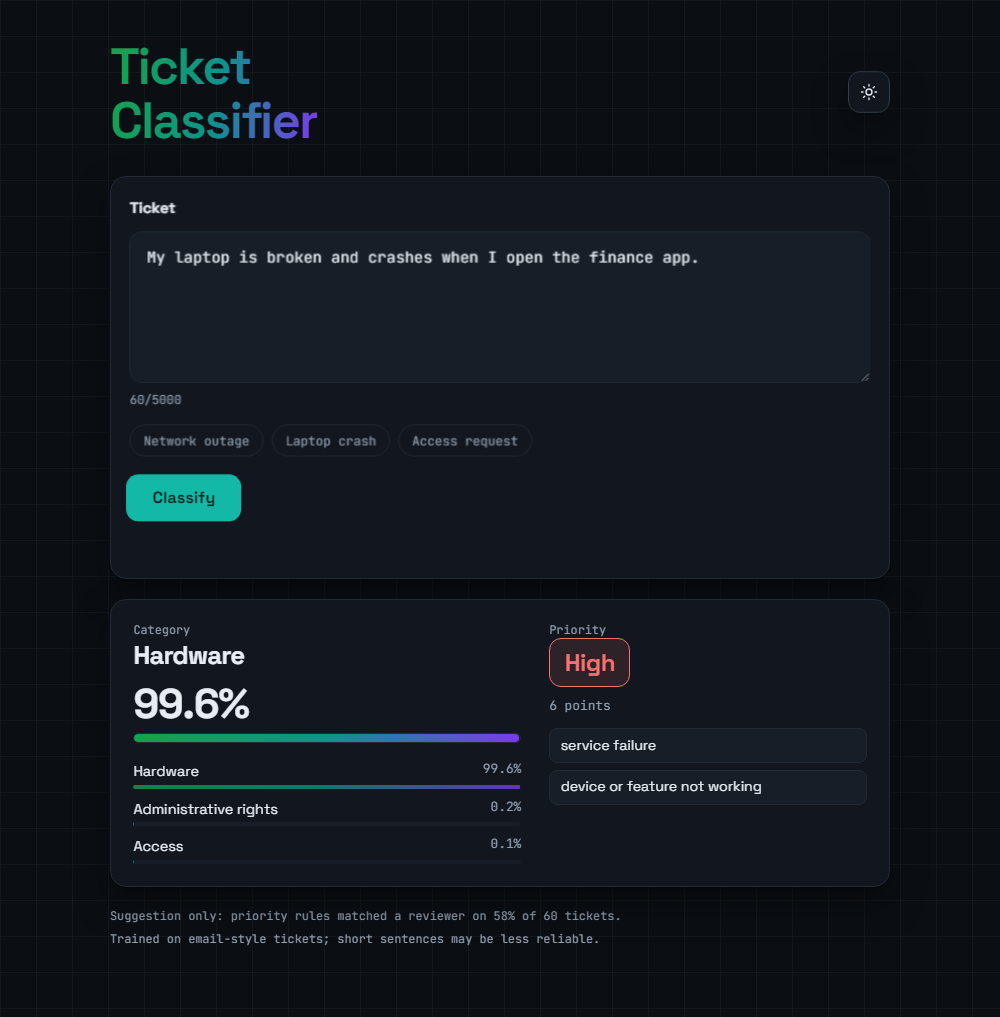 Ticket
Classifier
Ticket
My laptop is broken and crashes when I open the finance app.
60/5000
Network outage
Laptop crash
Access request
Classify
Category
Hardware
99.6%
Hardware 99.6%
Administrative rights 0.2%
Access 0.1%
Priority
High
6 points
service failure
device or feature not working
Suggestion only: priority rules matched a reviewer on 58% of 60 tickets.
Trained on email-style tickets; short sentences may be less reliable.